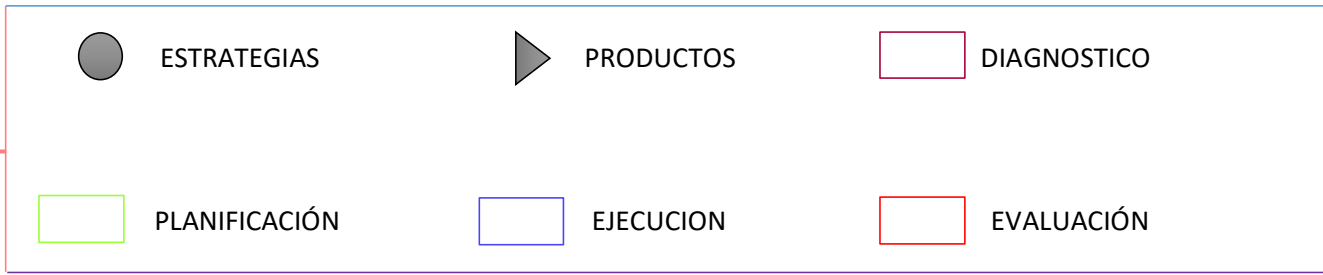 ESTRATEGIAS
PRODUCTOS
DIAGNOSTICO
PLANIFICACIÓN
EJECUCION
EVALUACIÓN